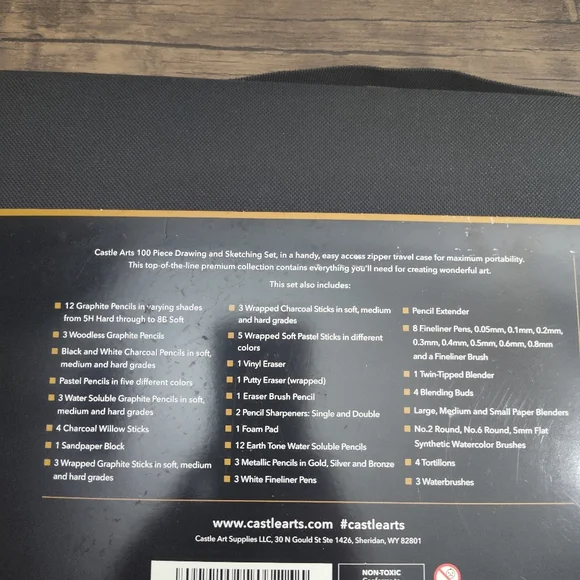 Castle Arts 100 Piece Drawing and Sketching Set, in a handy, easy access zipper travel case for maximum portability.
This top-of-the-line premium collection contains everything you'll need for creating wonderful art.
This set also includes:
12 Graphite Pencils in varying shades
from 5H Hard through to 8B Soft
3 Woodless Graphite Pencils
Black and White Charcoal Pencils in soft,
medium and hard grades
Pastel Pencils in five different colors
3 Water Soluble Graphite Pencils in soft,
medium and hard grades
4 Charcoal Willow Sticks
1 Sandpaper Block
3 Wrapped Graphite Sticks in soft, medium
and hard grades
3 Wrapped Charcoal Sticks in soft, medium
and hard grades
5 Wrapped Soft Pastel Sticks in different
colors
1 Vinyl Eraser
1 Putty Eraser (wrapped)
1 Eraser Brush Pencil
2 Pencil Sharpeners: Single and Double
1 Foam Pad
12 Earth Tone Water Soluble Pencils
3 Metallic Pencils in Gold, Silver and Bronze
3 White Fineliner Pens
Pencil Extender
8 Fineliner Pens, 0.05mm, 0.1mm, 0.2mm,
0.3mm, 0.4mm, 0.5mm, 0.6mm, 0.8mm
and a Fineliner Brush
1 Twin-Tipped Blender
4 Blending Buds
Large, Medium and Small Paper Blenders
No.2 Round, No.6 Round, 5mm Flat
Synthetic Watercolor Brushes
4 Tortillons
3 Waterbrushes
www.castlearts.com #castlearts
Castle Art Supplies LLC, 30 N Gould St Ste 1426, Sheridan, WY 82801
NON-TOXIC